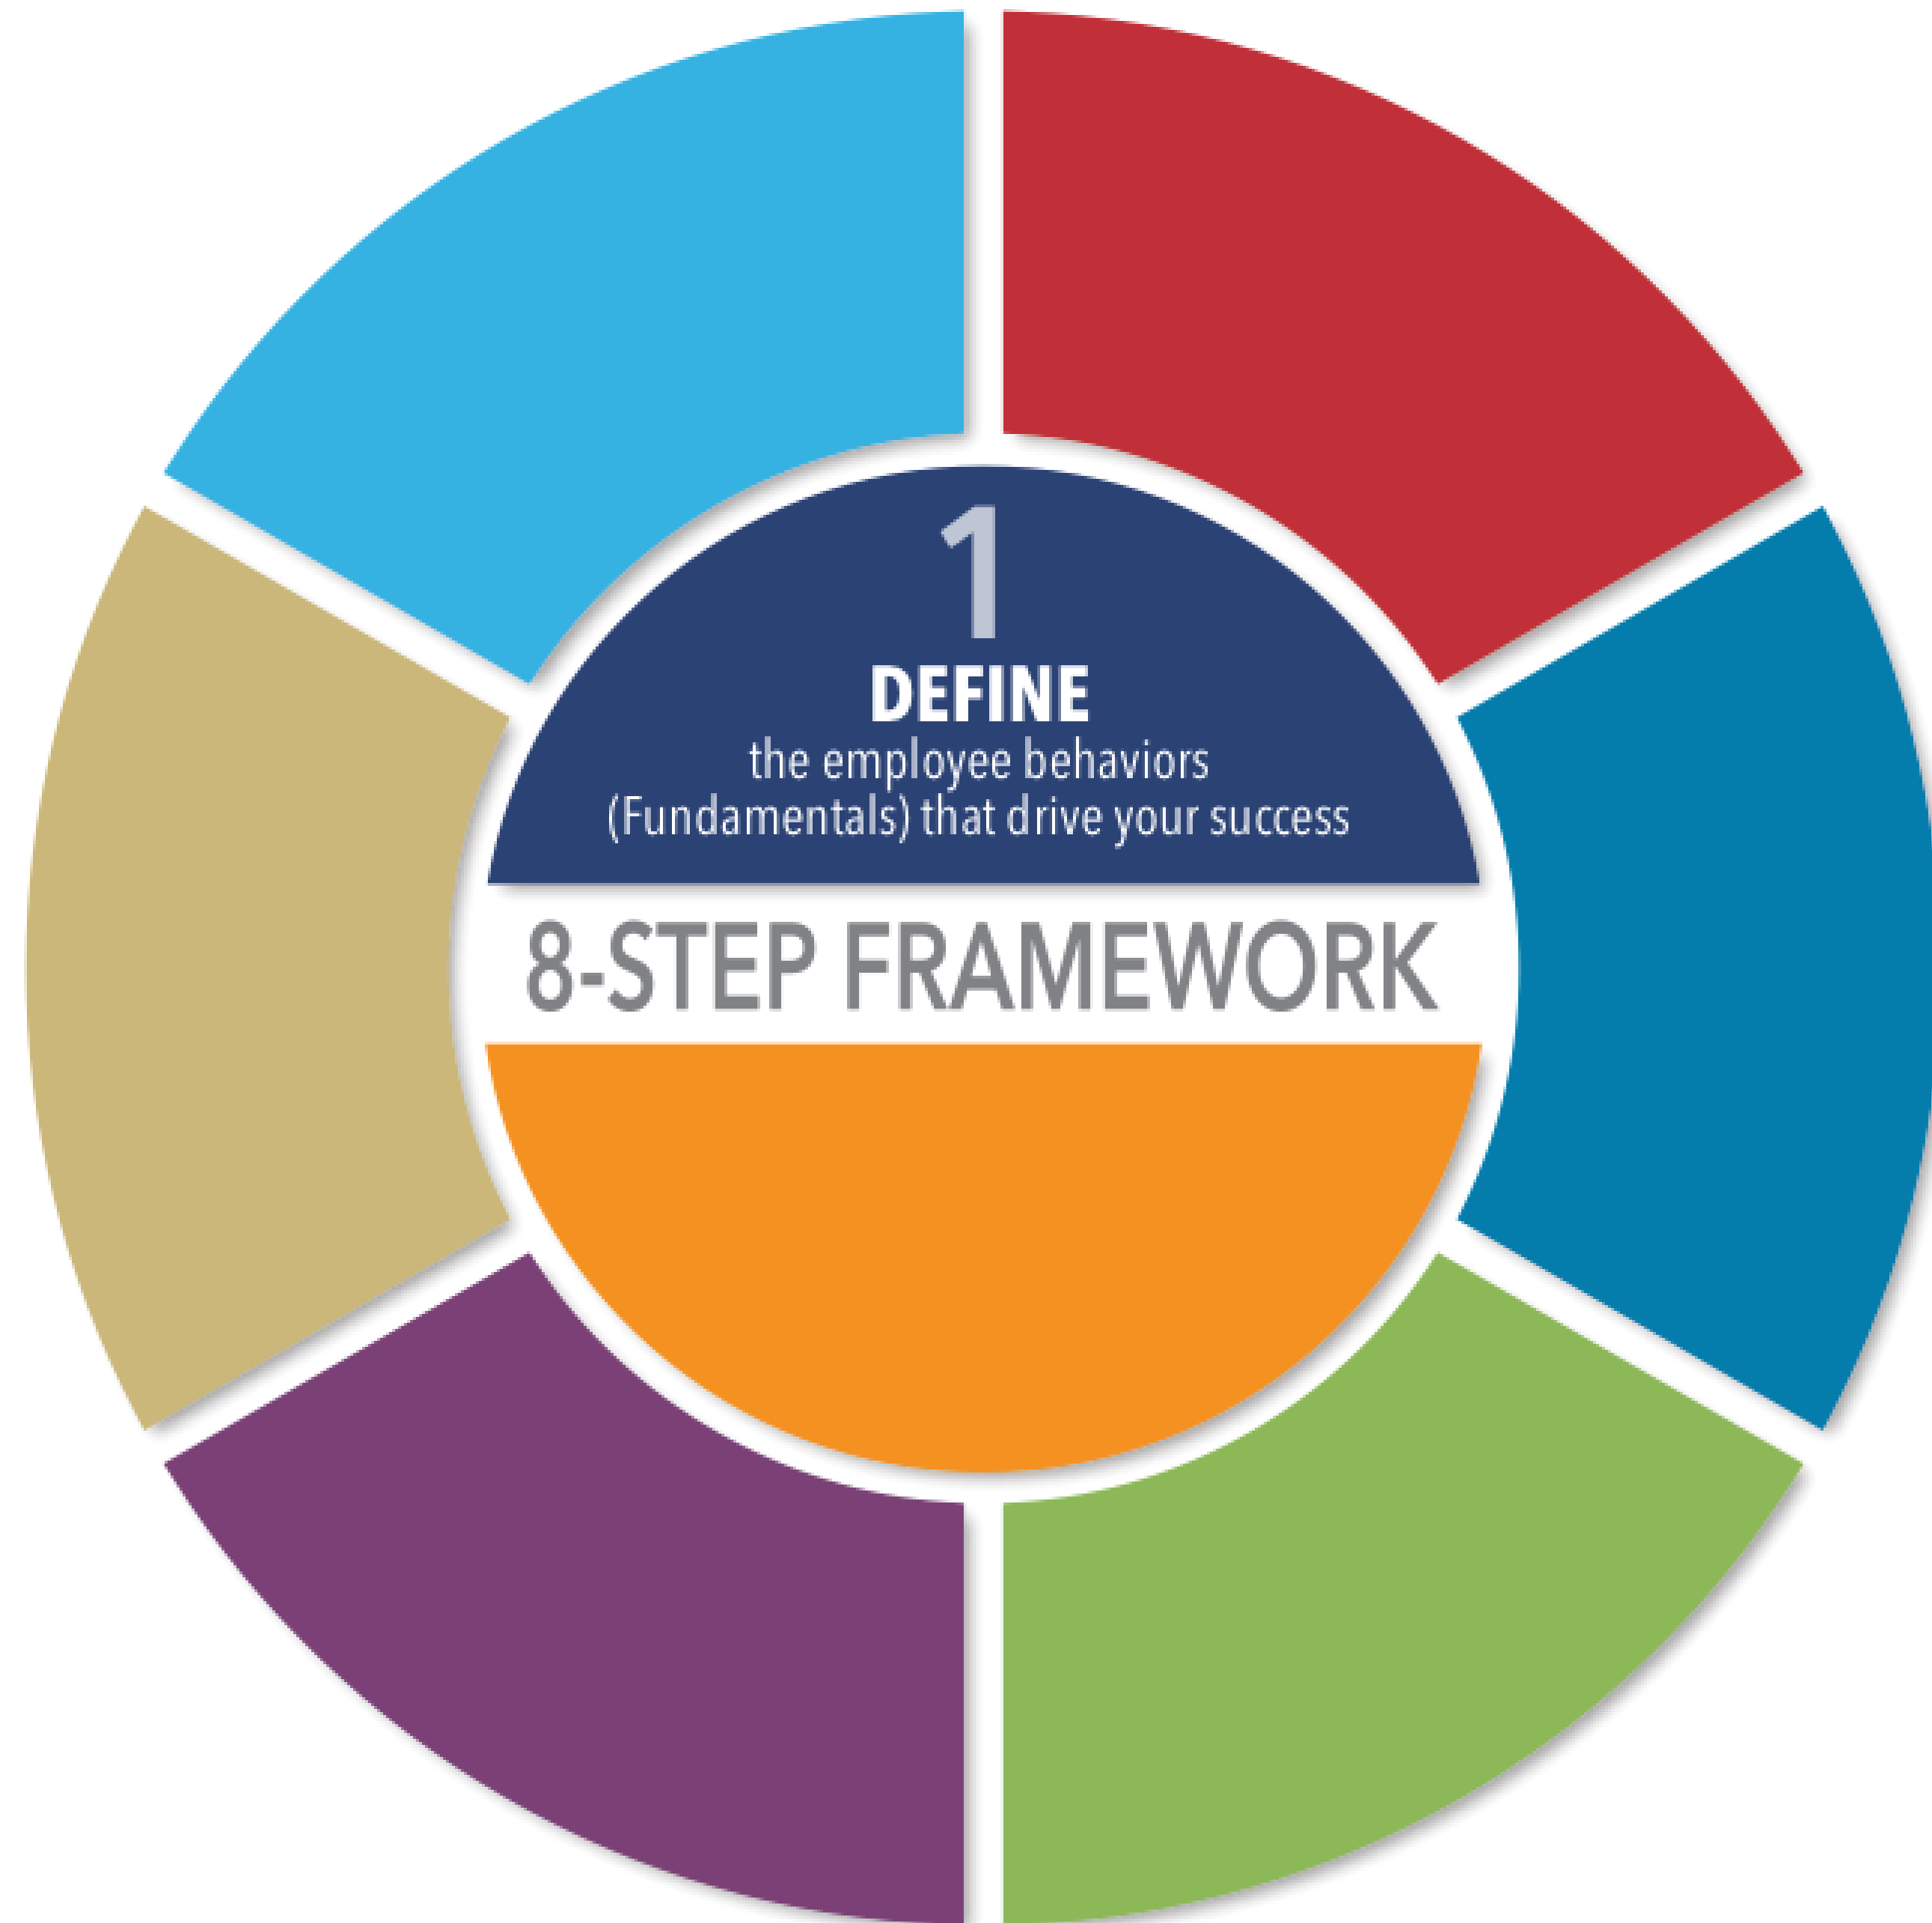 1
DEFINE
the employee behaviors
(Fundamentals) that drive your success
8-STEP FRAMEWORK